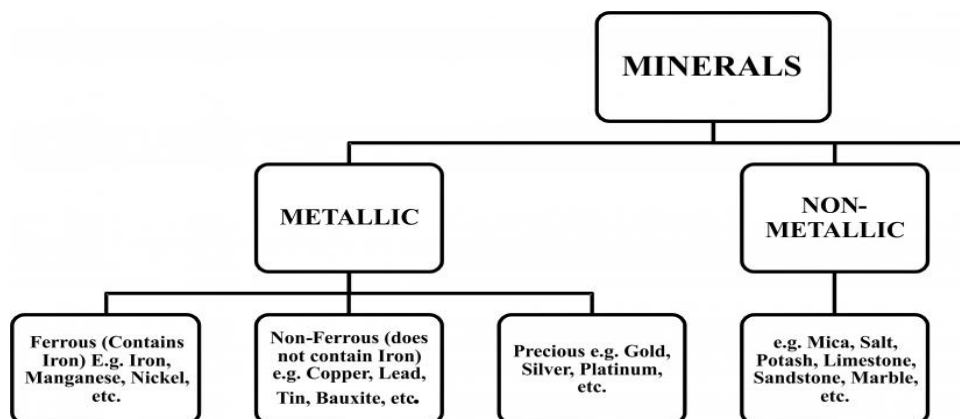 MINERALS
METALLIC
NON-
METALLIC
Ferrous (Contains
Iron) E.g. Iron,
Manganese, Nickel,
etc.
Non-Ferrous (does
not contain Iron)
e.g. Copper, Lead,
Tin, Bauxite, etc.
Precious e.g. Gold,
Silver, Platinum,
etc.
e.g. Mica, Salt,
Potash, Limestone,
Sandstone, Marble,
etc.